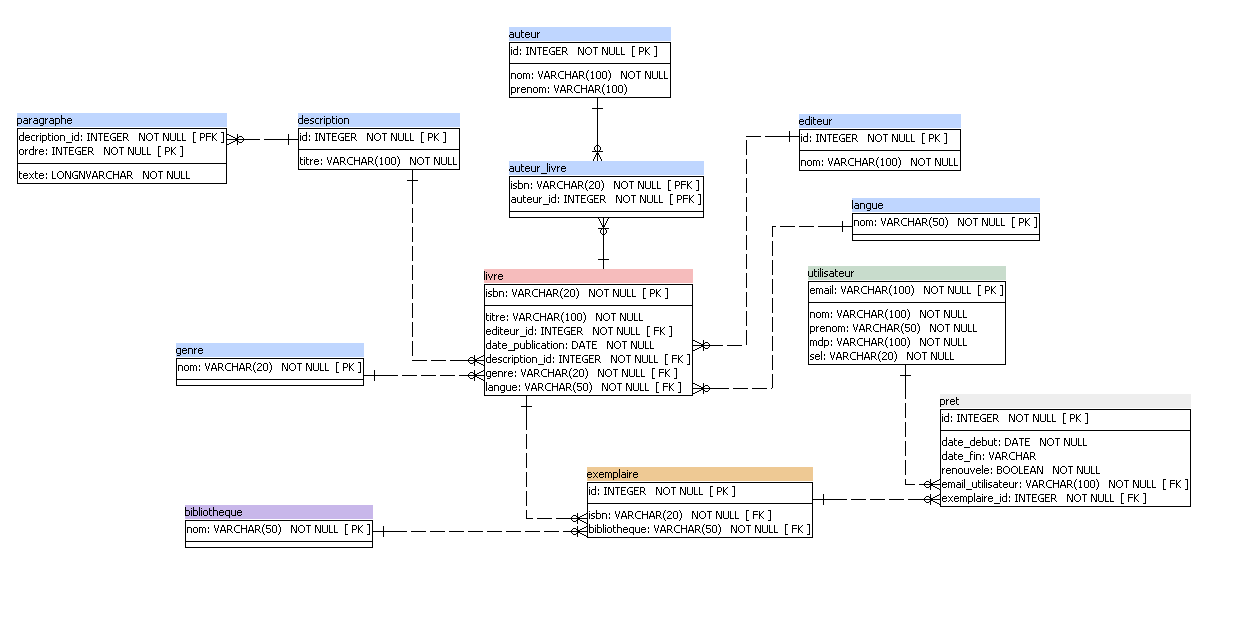 auteur
id: INTEGER NOT NULL [ PK ]
nom: VARCHAR(100) NOT NULL
prenom: VARCHAR(100)
paragraphe
decription_id: INTEGER NOT NULL [ PFK ]
ordre: INTEGER NOT NULL [ PK ]
texte: LONGNVARCHAR NOT NULL
description
id: INTEGER NOT NULL [ PK ]
titre: VARCHAR(100) NOT NULL
editeur
id: INTEGER NOT NULL [ PK ]
nom: VARCHAR(100) NOT NULL
auteur_livre
isbn: VARCHAR(20) NOT NULL [ PFK ]
auteur_id: INTEGER NOT NULL [ PFK ]
langue
nom: VARCHAR(50) NOT NULL [ PK ]
livre
isbn: VARCHAR(20) NOT NULL [ PK ]
titre: VARCHAR(100) NOT NULL
editeur_id: INTEGER NOT NULL [ FK ]
date_publication: DATE NOT NULL
description_id: INTEGER NOT NULL [ FK ]
genre: VARCHAR(20) NOT NULL [ FK ]
langue: VARCHAR(50) NOT NULL [ FK ]
utilisateur
email: VARCHAR(100) NOT NULL [ PK ]
nom: VARCHAR(100) NOT NULL
prenom: VARCHAR(50) NOT NULL
mdp: VARCHAR(100) NOT NULL
sel: VARCHAR(20) NOT NULL
genre
nom: VARCHAR(20) NOT NULL [ PK ]
pret
id: INTEGER NOT NULL [ PK ]
date_debut: DATE NOT NULL
date_fin: VARCHAR
renouvele: BOOLEAN NOT NULL
email_utilisateur: VARCHAR(100) NOT NULL [ FK ]
exemplaire_id: INTEGER NOT NULL [ FK ]
exemplaire
id: INTEGER NOT NULL [ PK ]
isbn: VARCHAR(20) NOT NULL [ FK ]
bibliotheque: VARCHAR(50) NOT NULL [ FK ]
bibliotheque
nom: VARCHAR(50) NOT NULL [ PK ]